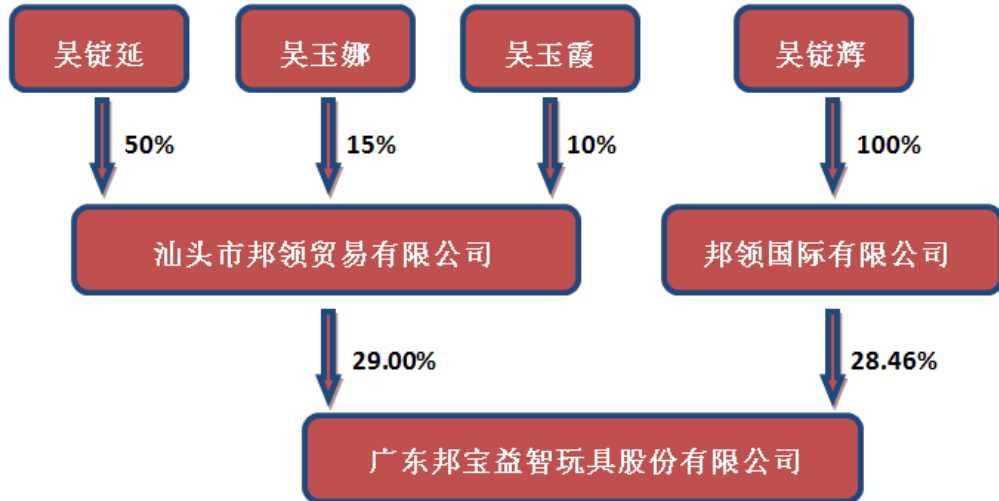 吴锭延
吴玉娜
吴玉霞
吴锭辉
50%
15%
10%
100%
汕头市邦领贸易有限公司
邦领国际有限公司
29.00%
28.46%
广东邦宝益智玩具股份有限公司